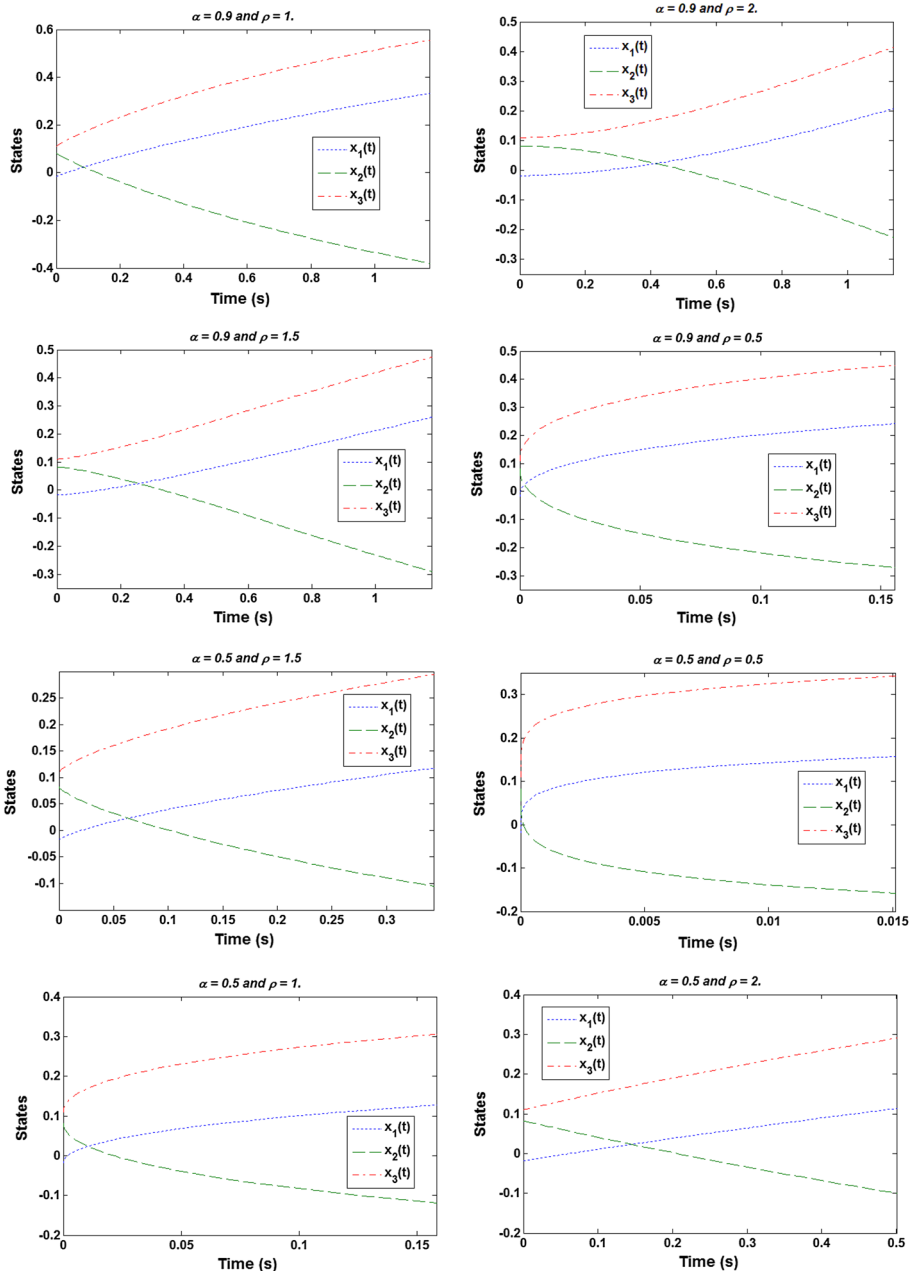 α = 0.9 and ρ = 1.
States
0.6
0.4
0.2
0
-0.2
-0.4
x1(t)
x2(t)
x3(t)
0 0.2 0.4 0.6 0.8 1
Time (s)
α = 0.9 and ρ = 2.
States
0.5
0.4
0.3
0.2
0.1
0
-0.1
-0.2
-0.3
x1(t)
x2(t)
x3(t)
0 0.2 0.4 0.6 0.8 1
Time (s)
α = 0.9 and ρ = 1.5
States
0.5
0.4
0.3
0.2
0.1
0
-0.1
-0.2
-0.3
x1(t)
x2(t)
x3(t)
0 0.2 0.4 0.6 0.8 1
Time (s)
α = 0.9 and ρ = 0.5
States
0.5
0.4
0.3
0.2
0.1
0
-0.1
-0.2
-0.3
x1(t)
x2(t)
x3(t)
0 0.05 0.1 0.15
Time (s)
α = 0.5 and ρ = 1.5
States
0.25
0.2
0.15
0.1
0.05
0
-0.05
-0.1
x1(t)
x2(t)
x3(t)
0 0.05 0.1 0.15 0.2 0.25 0.3
Time (s)
α = 0.5 and ρ = 0.5
States
0.3
0.2
0.1
0
-0.1
-0.2
x1(t)
x2(t)
x3(t)
0 0.005 0.01 0.015
Time (s)
α = 0.5 and ρ = 1.
States
0.4
0.3
0.2
0.1
0
-0.1
-0.2
x1(t)
x2(t)
x3(t)
0 0.05 0.1 0.15
Time (s)
α = 0.5 and ρ = 2.
States
0.4
0.3
0.2
0.1
0
-0.1
-0.2
x1(t)
x2(t)
x3(t)
0 0.1 0.2 0.3 0.4 0.5
Time (s)